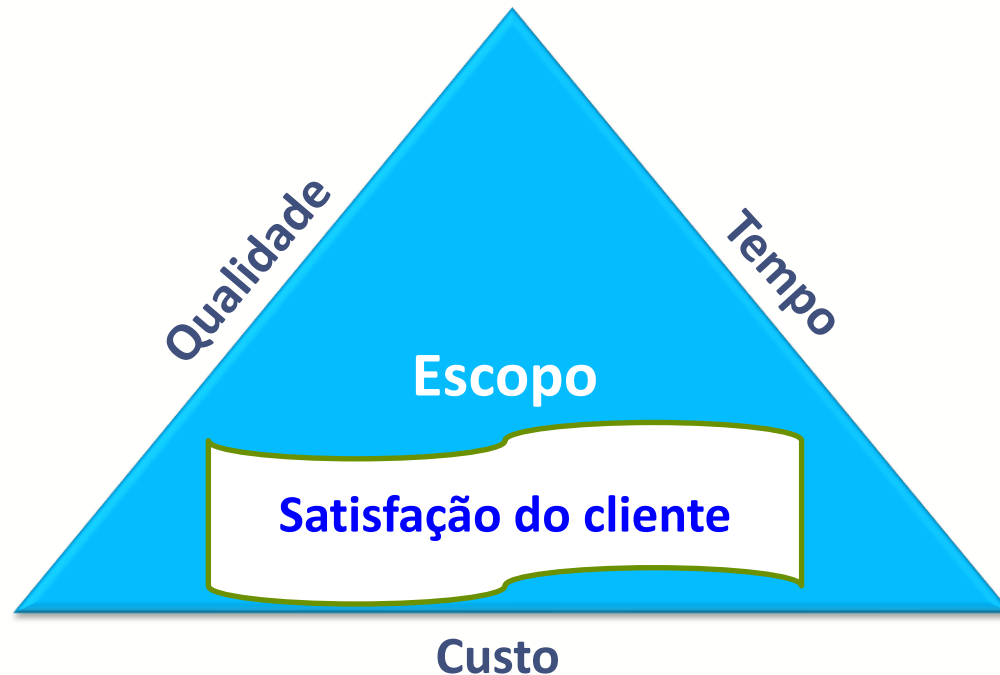 Qualidade
Tempo
Escopo
Satisfação do cliente
Custo